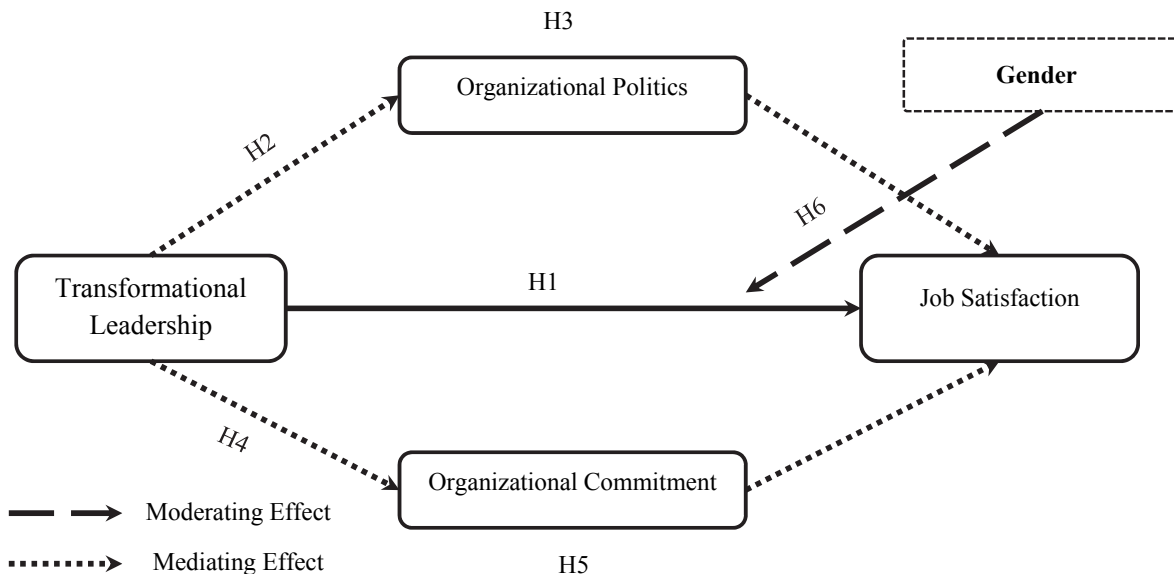 H3
Gender
Organizational Politics
H2
H6
Transformational
Leadership
H1
Job Satisfaction
H4
Organizational Commitment
Moderating Effect
Mediating Effect
H5